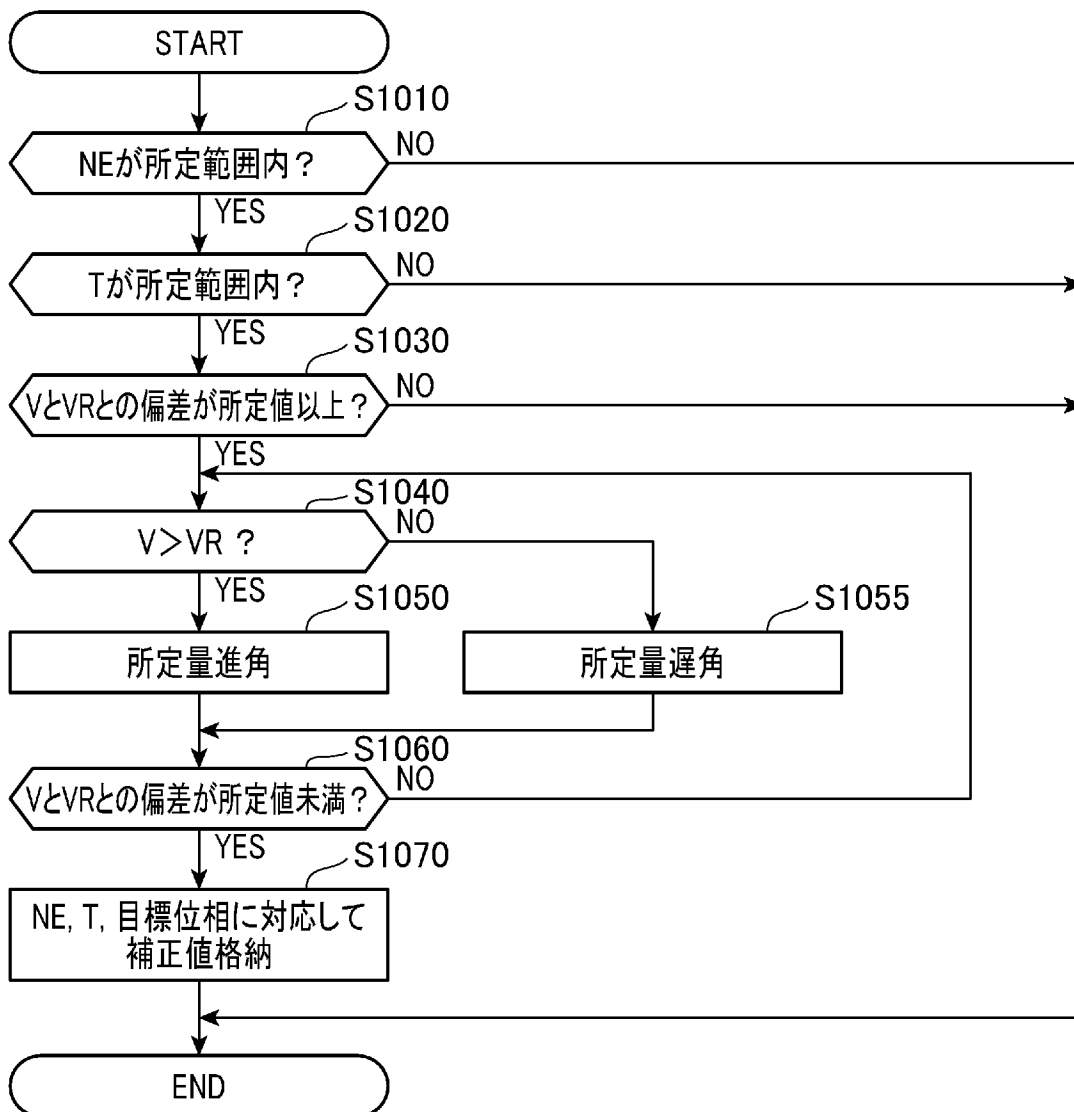 START
S1010
NEが所定範囲内?
NO
YES
S1020
Tが所定範囲内?
NO
YES
S1030
VとVRとの偏差が所定値以上?
NO
YES
S1040
V>VR ?
NO
YES
S1050
所定量進角
S1055
所定量遅角
S1060
VとVRとの偏差が所定値未満?
NO
YES
S1070
NE, T, 目標位相に対応して
補正値格納
END